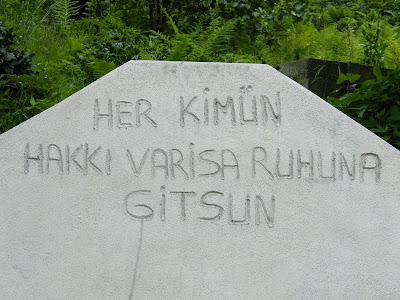 HER KİMÜN
HAKKI VARİSA RUHUNA
GİTSUN